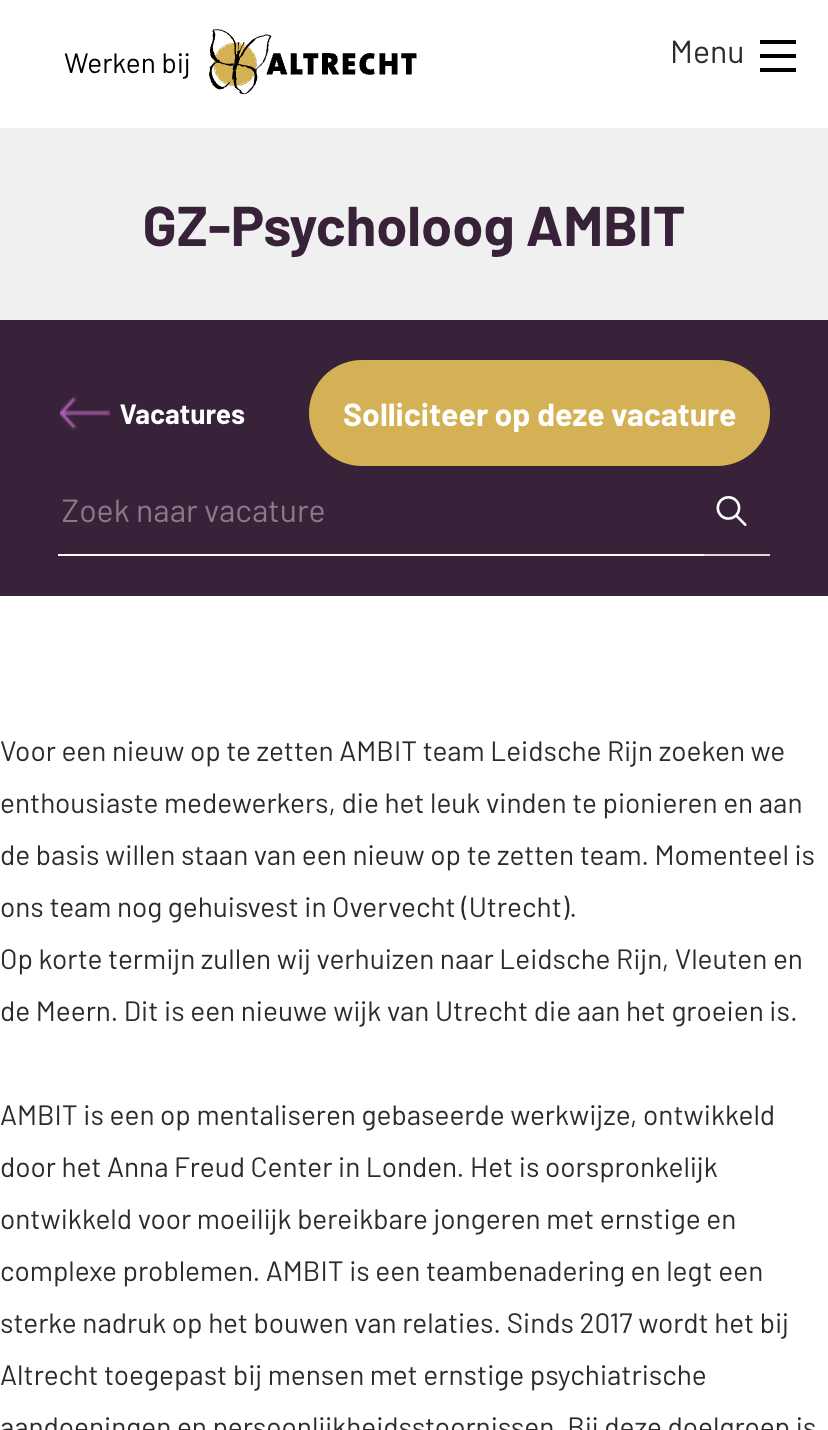 Werken bij ALTRECHT
Menu
GZ-Psycholoog AMBIT
Vacatures
Solliciteer op deze vacature
Zoek naar vacature
Voor een nieuw op te zetten AMBIT team Leidsche Rijn zoeken we
enthousiaste medewerkers, die het leuk vinden te pionieren en aan
de basis willen staan van een nieuw op te zetten team. Momenteel is
ons team nog gehuisvest in Overvecht (Utrecht).
Op korte termijn zullen wij verhuizen naar Leidsche Rijn, Vleuten en
de Meern. Dit is een nieuwe wijk van Utrecht die aan het groeien is.
AMBIT is een op mentaliseren gebaseerde werkwijze, ontwikkeld
door het Anna Freud Center in Londen. Het is oorspronkelijk
ontwikkeld voor moeilijk bereikbare jongeren met ernstige en
complexe problemen. AMBIT is een teambenadering en legt een
sterke nadruk op het bouwen van relaties. Sinds 2017 wordt het bij
Altrecht toegepast bij mensen met ernstige psychiatrische
aandoeningen en persoonlijkheidsstoornissen. Bij deze doelgroep is